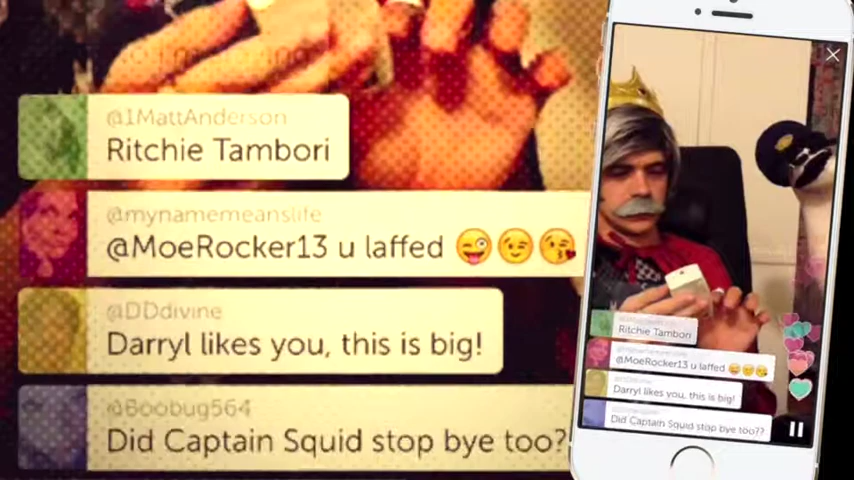 @1MattAnderson
Ritchie Tambori
@mynamemeanslife
@MoeRocker13 u laffed 😜😉😘
@DDdivine
Darryl likes you, this is big!
@Boobug564
Did Captain Squid stop bye too?
Ritchie Tambori
@MoeRocker13 u laffed 😜😉😘
Darryl likes you, this is big!
Did Captain Squid stop bye too??